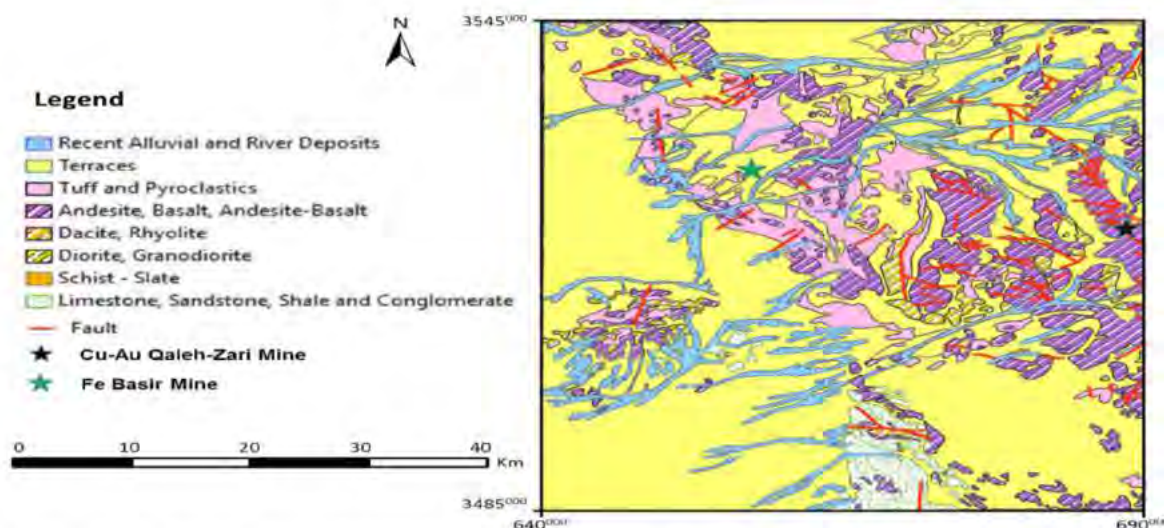 3545⁰⁰⁰
N
Legend
Recent Alluvial and River Deposits
Terraces
Tuff and Pyroclastics
Andesite, Basalt, Andesite-Basalt
Dacite, Rhyolite
Diorite, Granodiorite
Schist - Slate
Limestone, Sandstone, Shale and Conglomerate
Fault
Cu-Au Qaleh-Zari Mine
Fe Basir Mine
0 10 20 30 40
Km
3485⁰⁰⁰
640⁰⁰⁰ 690⁰⁰⁰